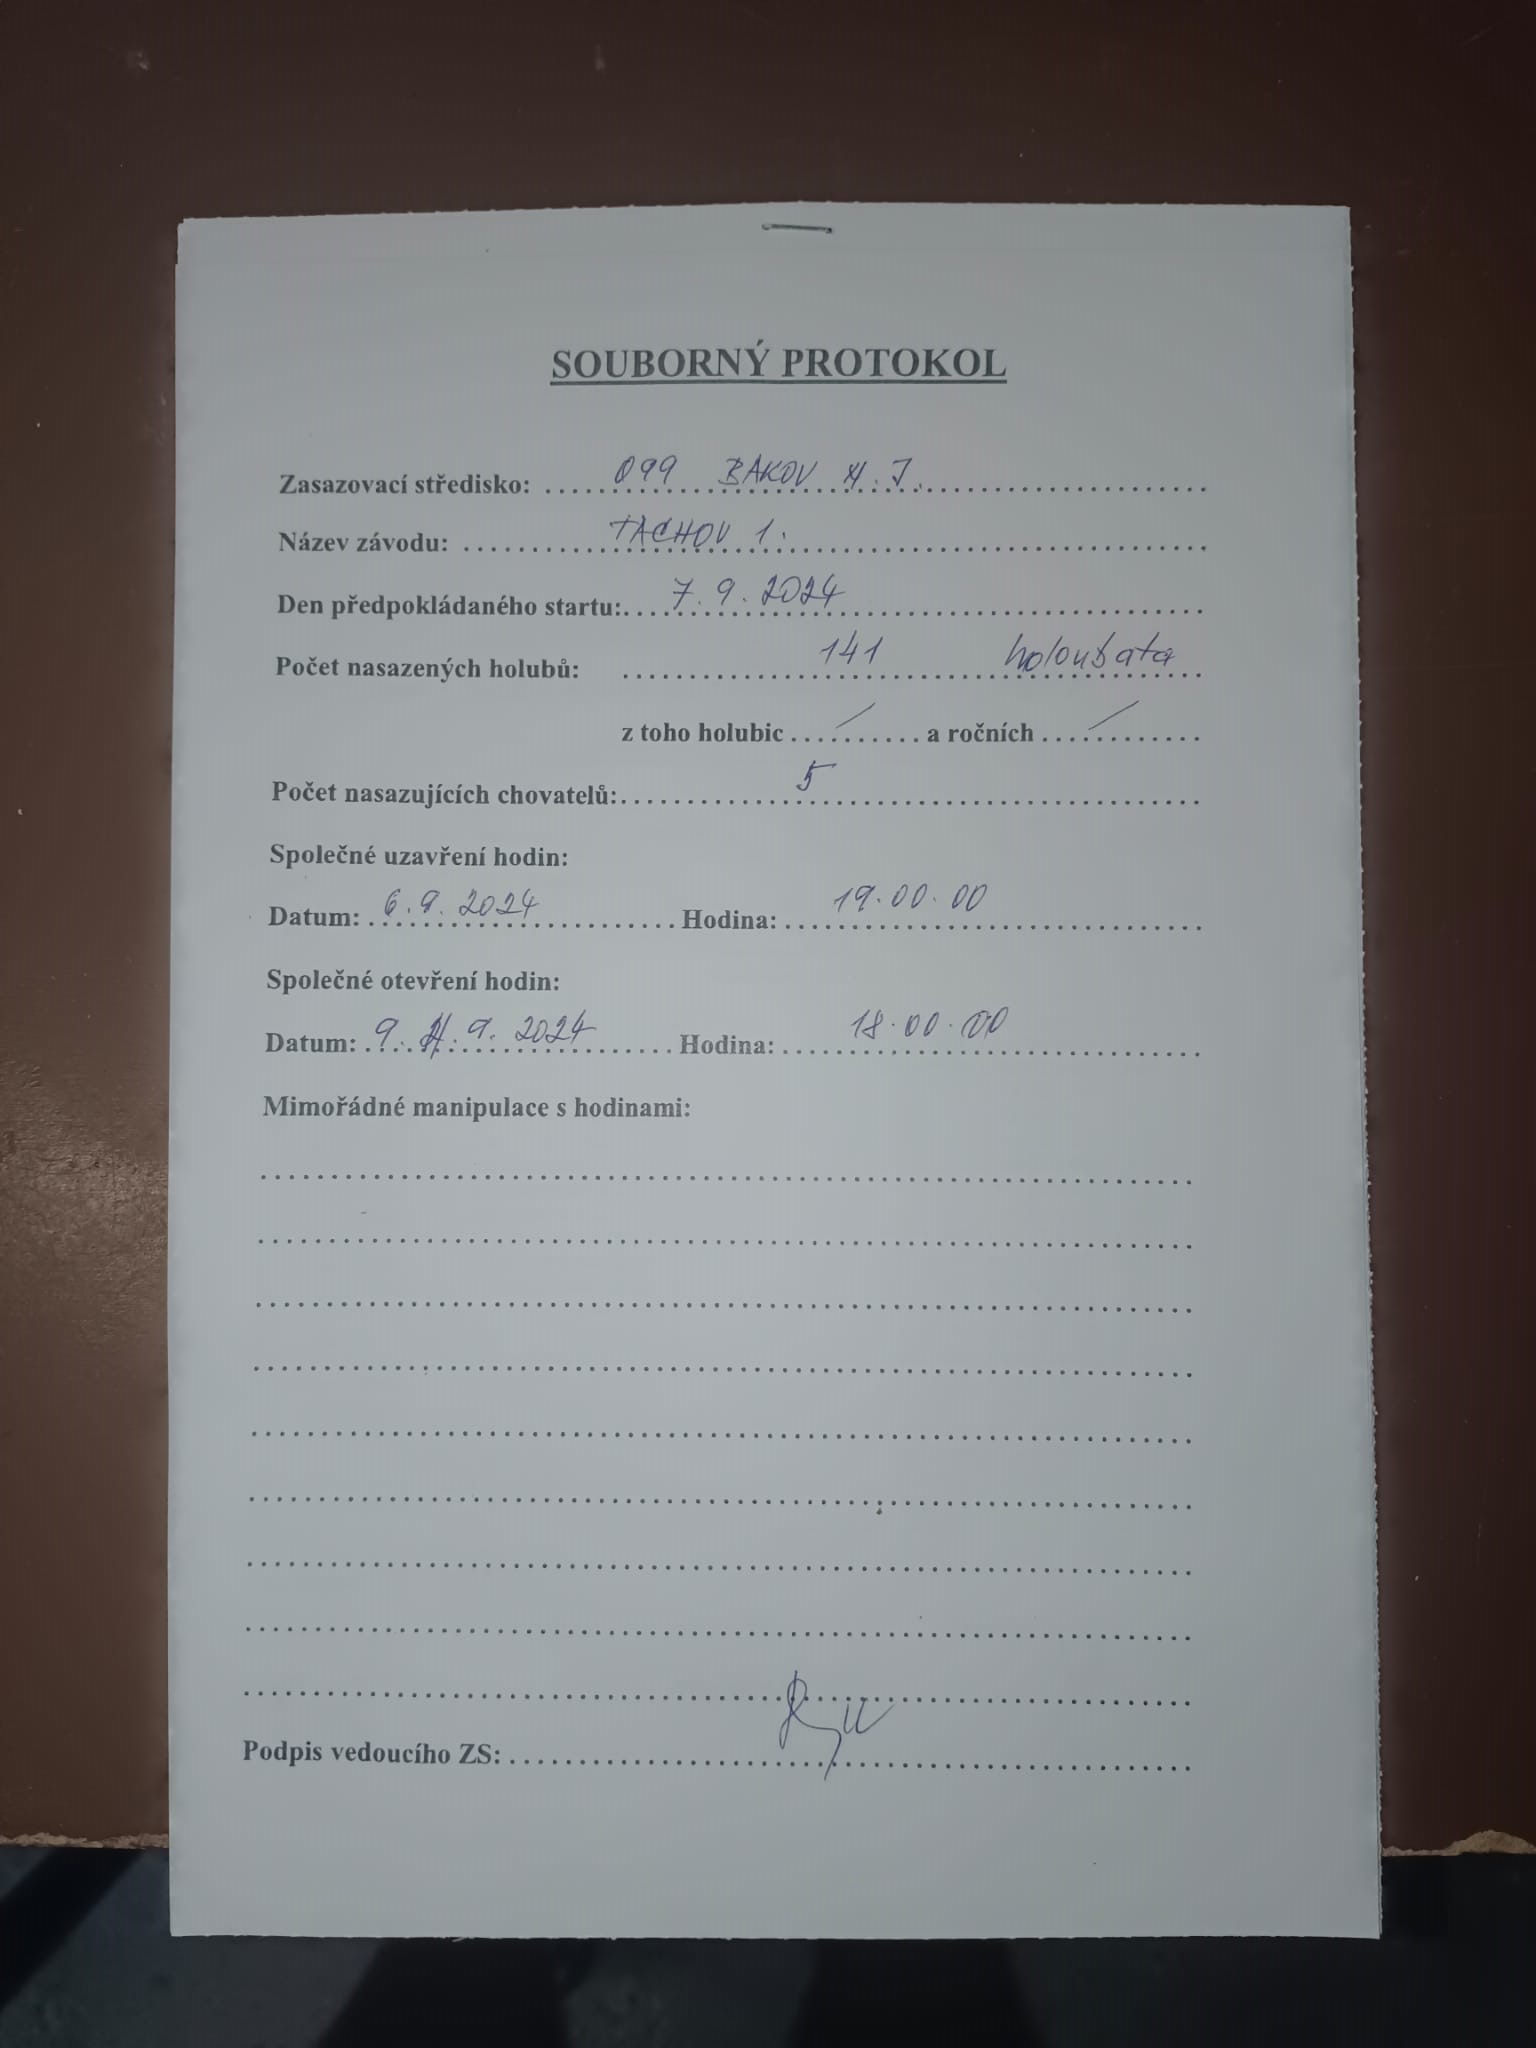 SOUBORNÝ PROTOKOL
Zasazovací středisko: 099 BAKOV N. J.
Název závodu: TACHOV 1.
Den předpokládaného startu: 7. 9. 2024
Počet nasazených holubů: 141 holoubata
z toho holubic / a ročních /
Počet nasazujících chovatelů: 5
Společné uzavření hodin:
Datum: 6. 9. 2024 Hodina: 19.00.00
Společné otevření hodin:
Datum: 9. 9. 2024 Hodina: 18.00.00
Mimořádné manipulace s hodinami:
Podpis vedoucího ZS: